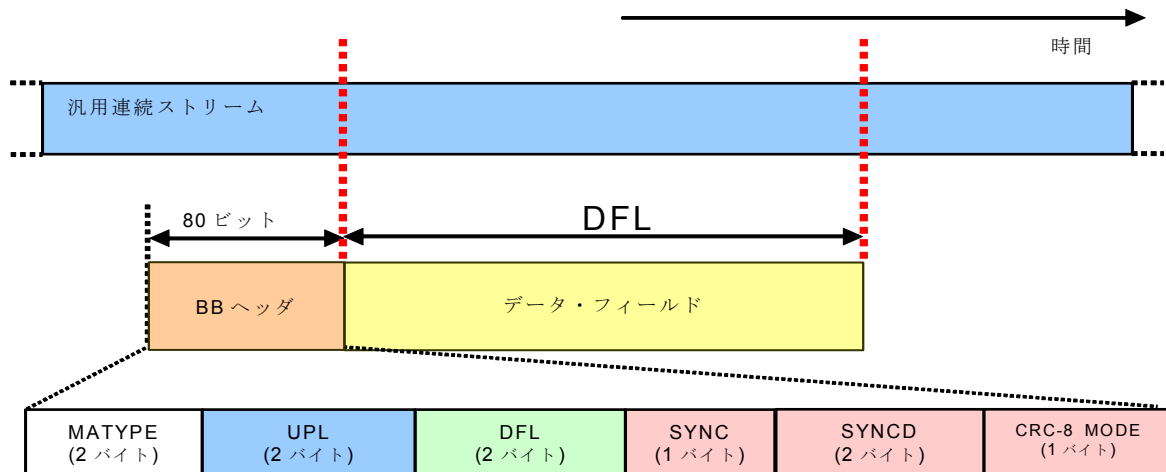 時間
汎用連続ストリーム
80 ビット
DFL
BB ヘッダ
データ・フィールド
MATYPE
(2 バイト)
UPL
(2 バイト)
DFL
(2 バイト)
SYNC
(1 バイト)
SYNCD
(2 バイト)
CRC-8 MODE
(1 バイト)